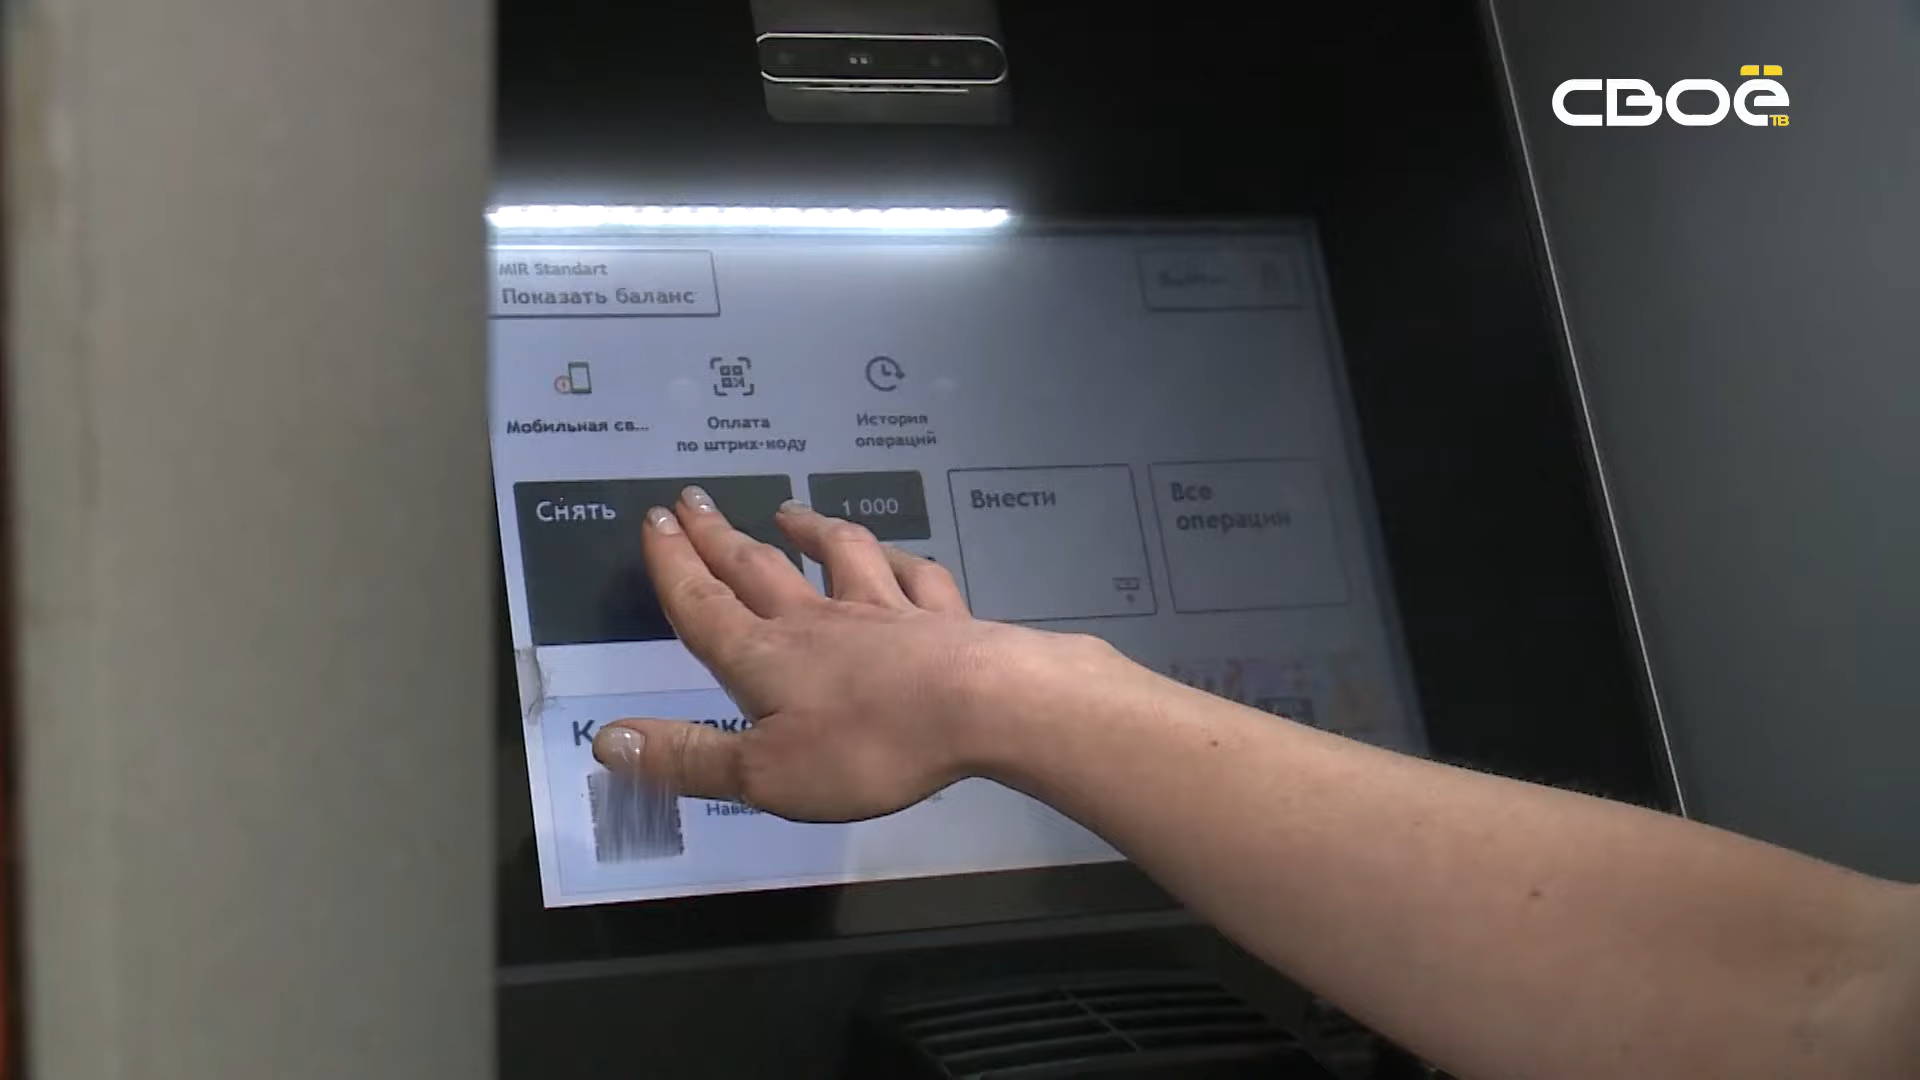 СВОЁ
ТВ
MIR Standart
Показать баланс
Мобильная св...
Оплата
по штрих-коду
История
операций
Снять
1 000
Внести
Все
операции